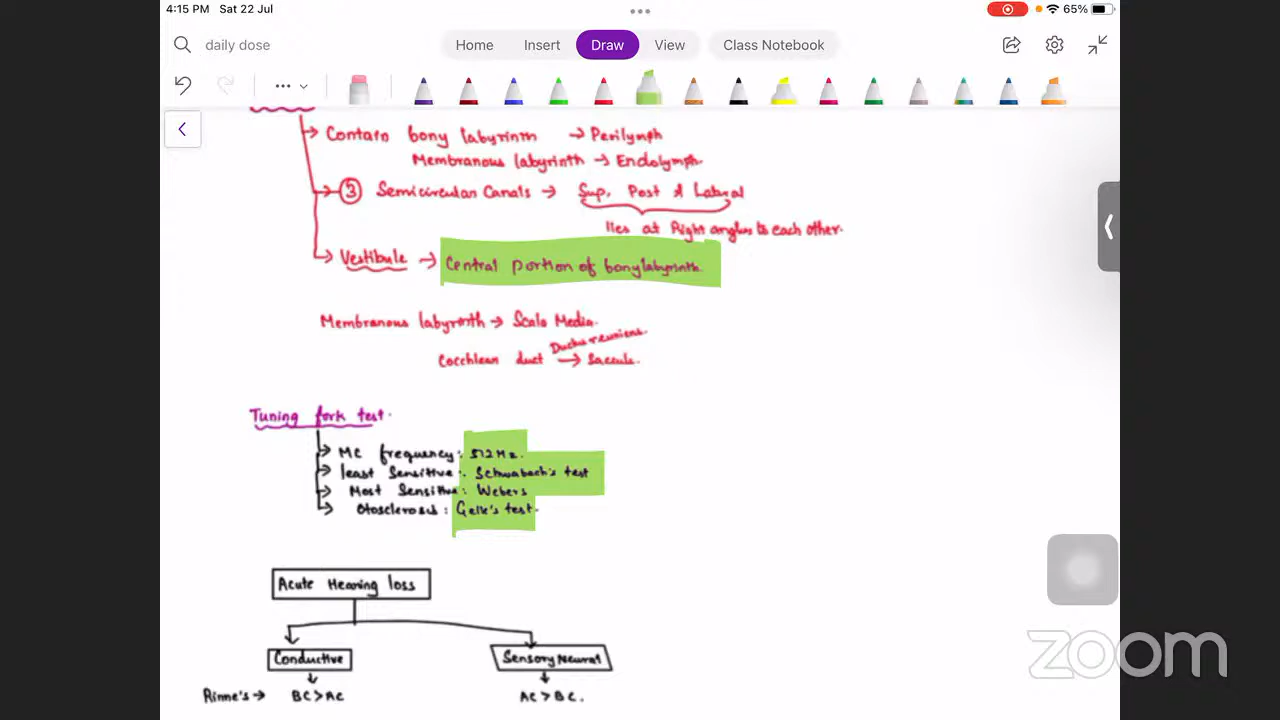 4:15 PM Sat 22 Jul
65%
daily dose
Home Insert Draw View Class Notebook
Contain bony labyrinth → Perilymph
Membranous labyrinth → Endolymph
③ Semicircular Canals → Sup, Post & Lateral
lies at Right angles to each other.
Vestibule → Central portion of bony labyrinth.
Membranous labyrinth → Scala Media.
Ductus reuniens.
Cocchlean duct → Saccule.
Tuning fork test.
MC frequency: 512Hz.
least Sensitive: Schwabach's test
Most Sensitive: Webers
Otosclerosis: Gelle's test.
Acute Hearing loss
Conductive Sensory Neural
Rinne's → BC>AC AC>BC.
zoom